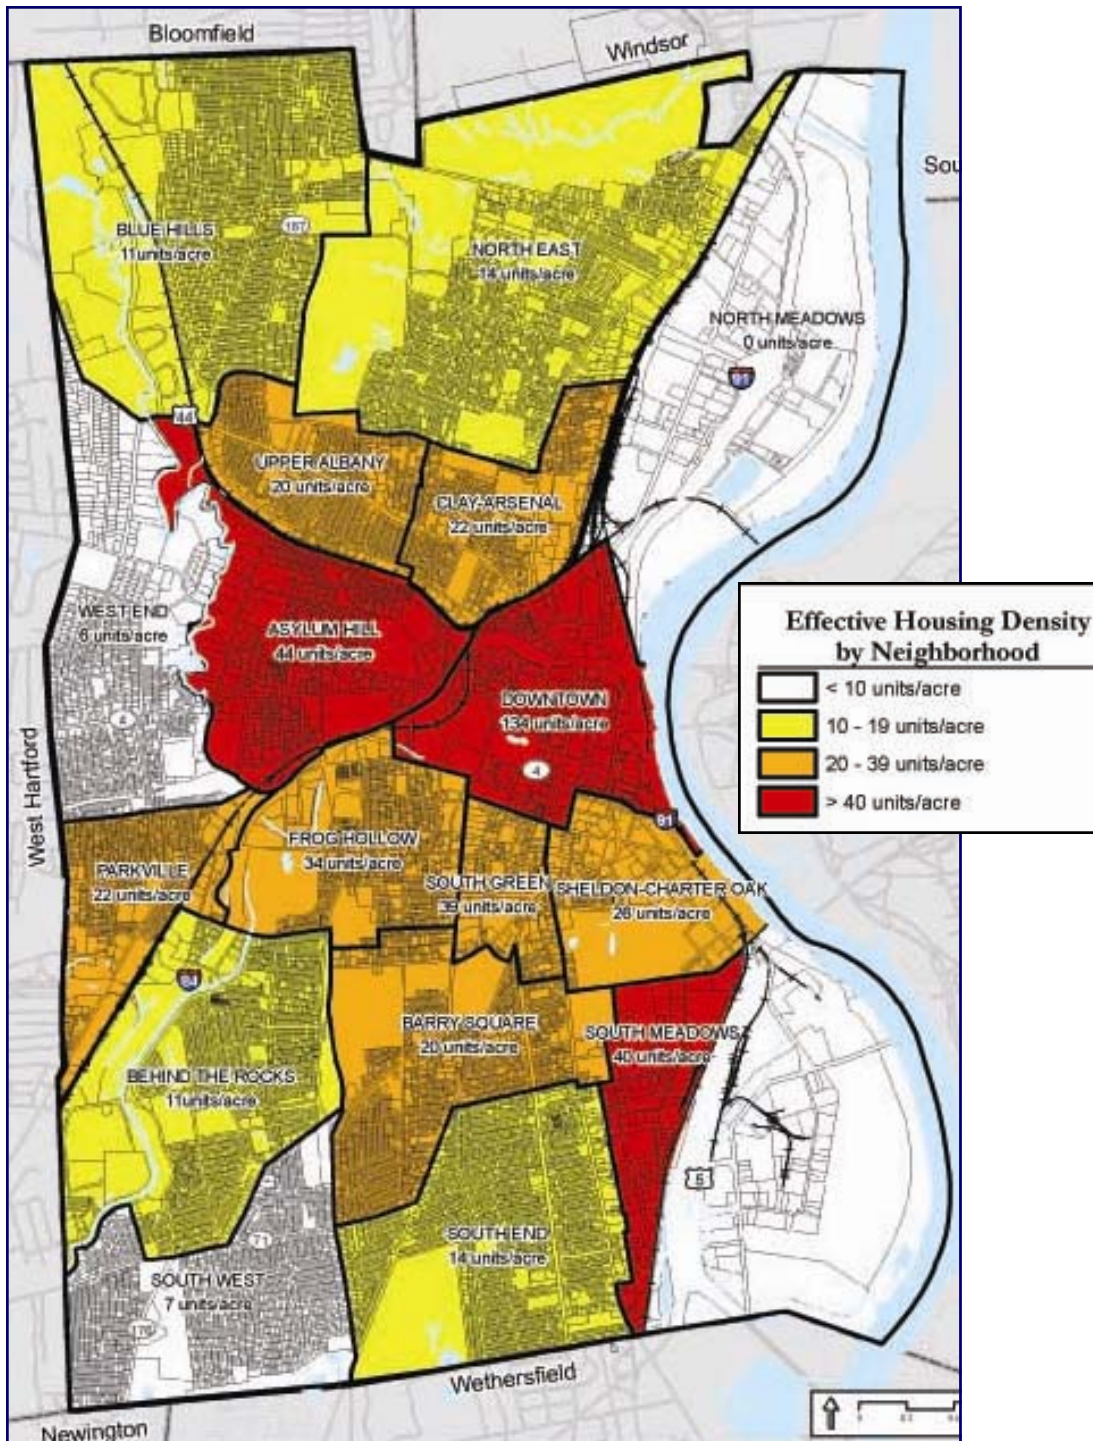 Bloomfield
Windsor
Sou
BLUE HILLS
11units/acre
187
NORTH EAST
14 units/acre
NORTH MEADOWS
0 units/acre
91
44
UPPER ALBANY
20 units/acre
CLAY-ARSENAL
22 units/acre
WEST END
6 units/acre
ASYLUM HILL
44 units/acre
4
DOWNTOWN
134 units/acre
4
West Hartford
Effective Housing Density
by Neighborhood
< 10 units/acre
10 - 19 units/acre
20 - 39 units/acre
> 40 units/acre
91
FROG HOLLOW
34 units/acre
PARKVILLE
22 units/acre
SOUTH GREEN
39 units/acre
SHELDON-CHARTER OAK
26 units/acre
84
BARRY SQUARE
20 units/acre
SOUTH MEADOWS
40 units/acre
BEHIND THE ROCKS
11units/acre
5
SOUTH END
14 units/acre
71
SOUTH WEST
7 units/acre
Wethersfield
Newington